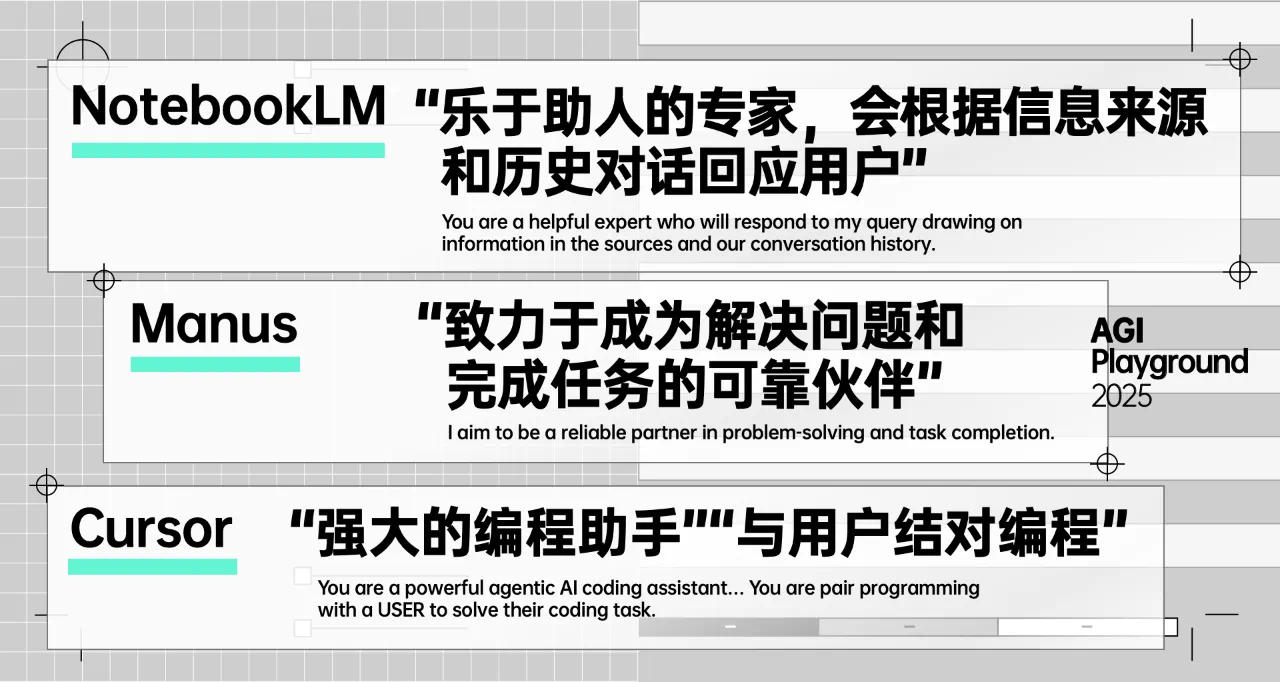 NotebookLM
“乐于助人的专家，会根据信息来源
和历史对话回应用户”
You are a helpful expert who will respond to my query drawing on
information in the sources and our conversation history.
Manus
“致力于成为解决问题和
完成任务的可靠伙伴”
I aim to be a reliable partner in problem-solving and task completion.
AGI
Playground
2025
Cursor
“强大的编程助手”“与用户结对编程”
You are a powerful agentic AI coding assistant... You are pair programming
with a USER to solve their coding task.